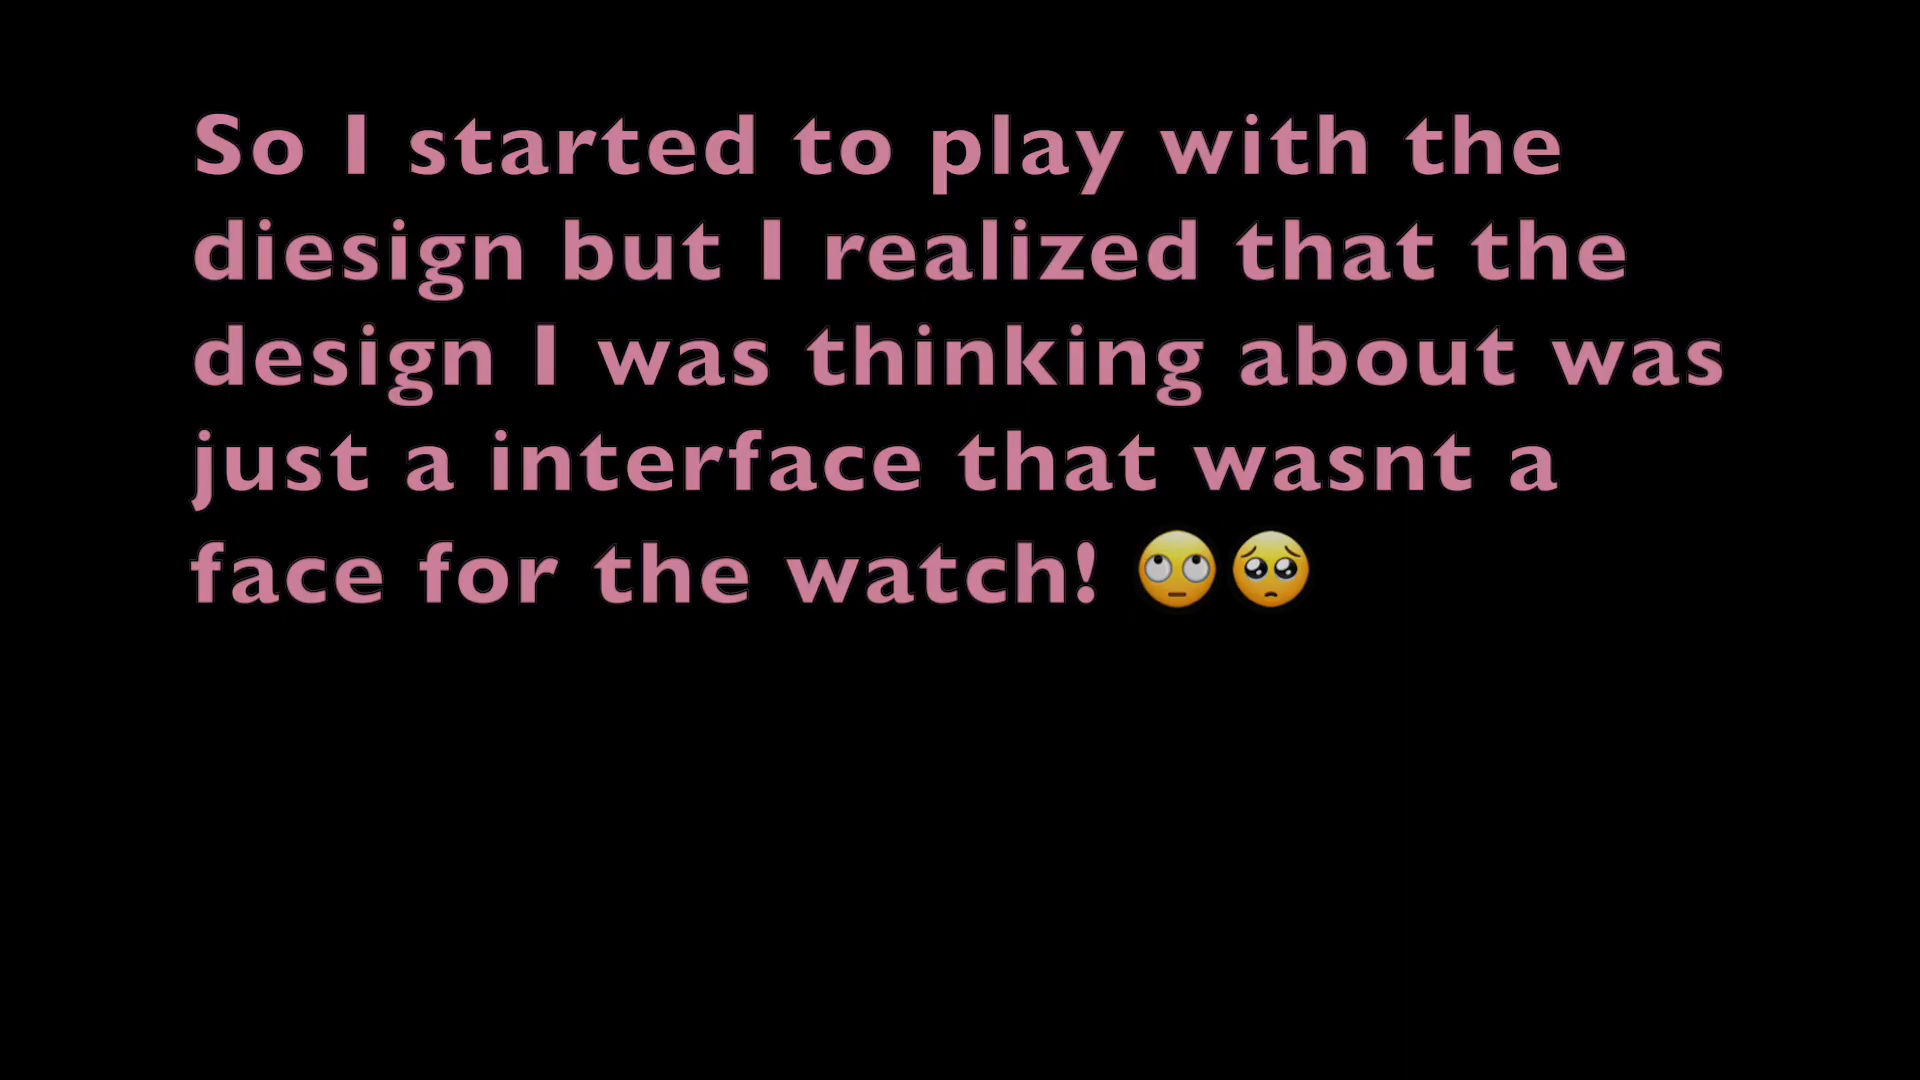 So I started to play with the
diesign but I realized that the
design I was thinking about was
just a interface that wasnt a
face for the watch! 🙄🥺